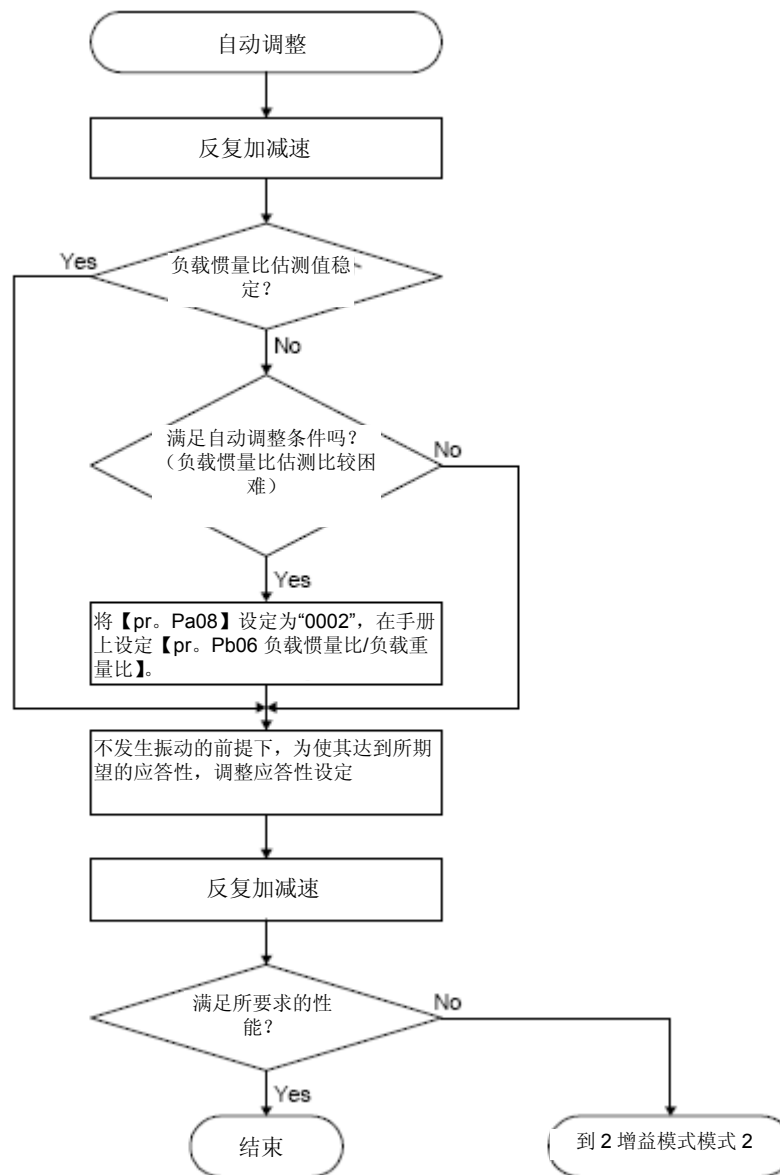 自动调整
反复加减速
Yes
负载惯量比估测值稳
定？
No
满足自动调整条件吗？
（负载惯量比估测比较困
难）
No
Yes
将【pr。Pa08】设定为“0002”，在手册
上设定【pr。Pb06 负载惯量比/负载重
量比】。
不发生振动的前提下，为使其达到所期
望的应答性，调整应答性设定
反复加减速
满足所要求的性
能？
No
Yes
结束
到 2 增益模式模式 2